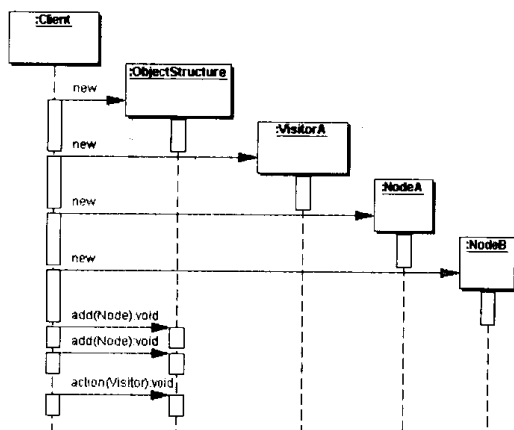 :Client
:ObjectStructure
new
:VisitorA
new
:NodeA
new
:NodeB
new
add(Node):void
add(Node):void
action(Visitor):void